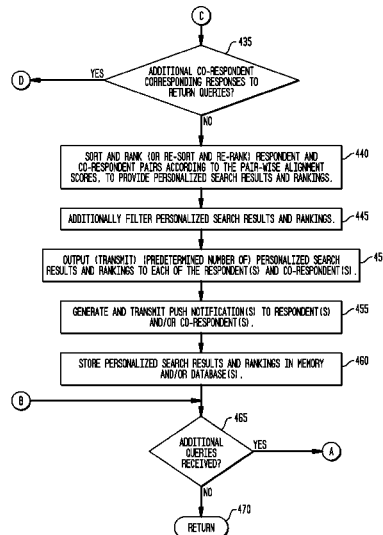 C
435
ADDITIONAL CO-RESPONDENT
CORRESPONDING RESPONSES TO
RETURN QUERIES?
YES
D
NO
440
SORT AND RANK (OR RE-SORT AND RE-RANK) RESPONDENT AND
CO-RESPONDENT PAIRS ACCORDING TO THE PAIR-WISE ALIGNMENT
SCORES, TO PROVIDE PERSONALIZED SEARCH RESULTS AND RANKINGS.
445
ADDITIONALLY FILTER PERSONALIZED SEARCH RESULTS AND RANKINGS.
45
OUTPUT (TRANSMIT) (PREDETERMINED NUMBER OF) PERSONALIZED SEARCH
RESULTS AND RANKINGS TO EACH OF THE RESPONDENT(S) AND CO-RESPONDENT(S).
455
GENERATE AND TRANSMIT PUSH NOTIFICATION(S) TO RESPONDENT(S)
AND/OR CO-RESPONDENT(S).
460
STORE PERSONALIZED SEARCH RESULTS AND RANKINGS IN MEMORY
AND/OR DATABASE(S).
B
465
ADDITIONAL
QUERIES
RECEIVED?
YES
A
NO
470
RETURN